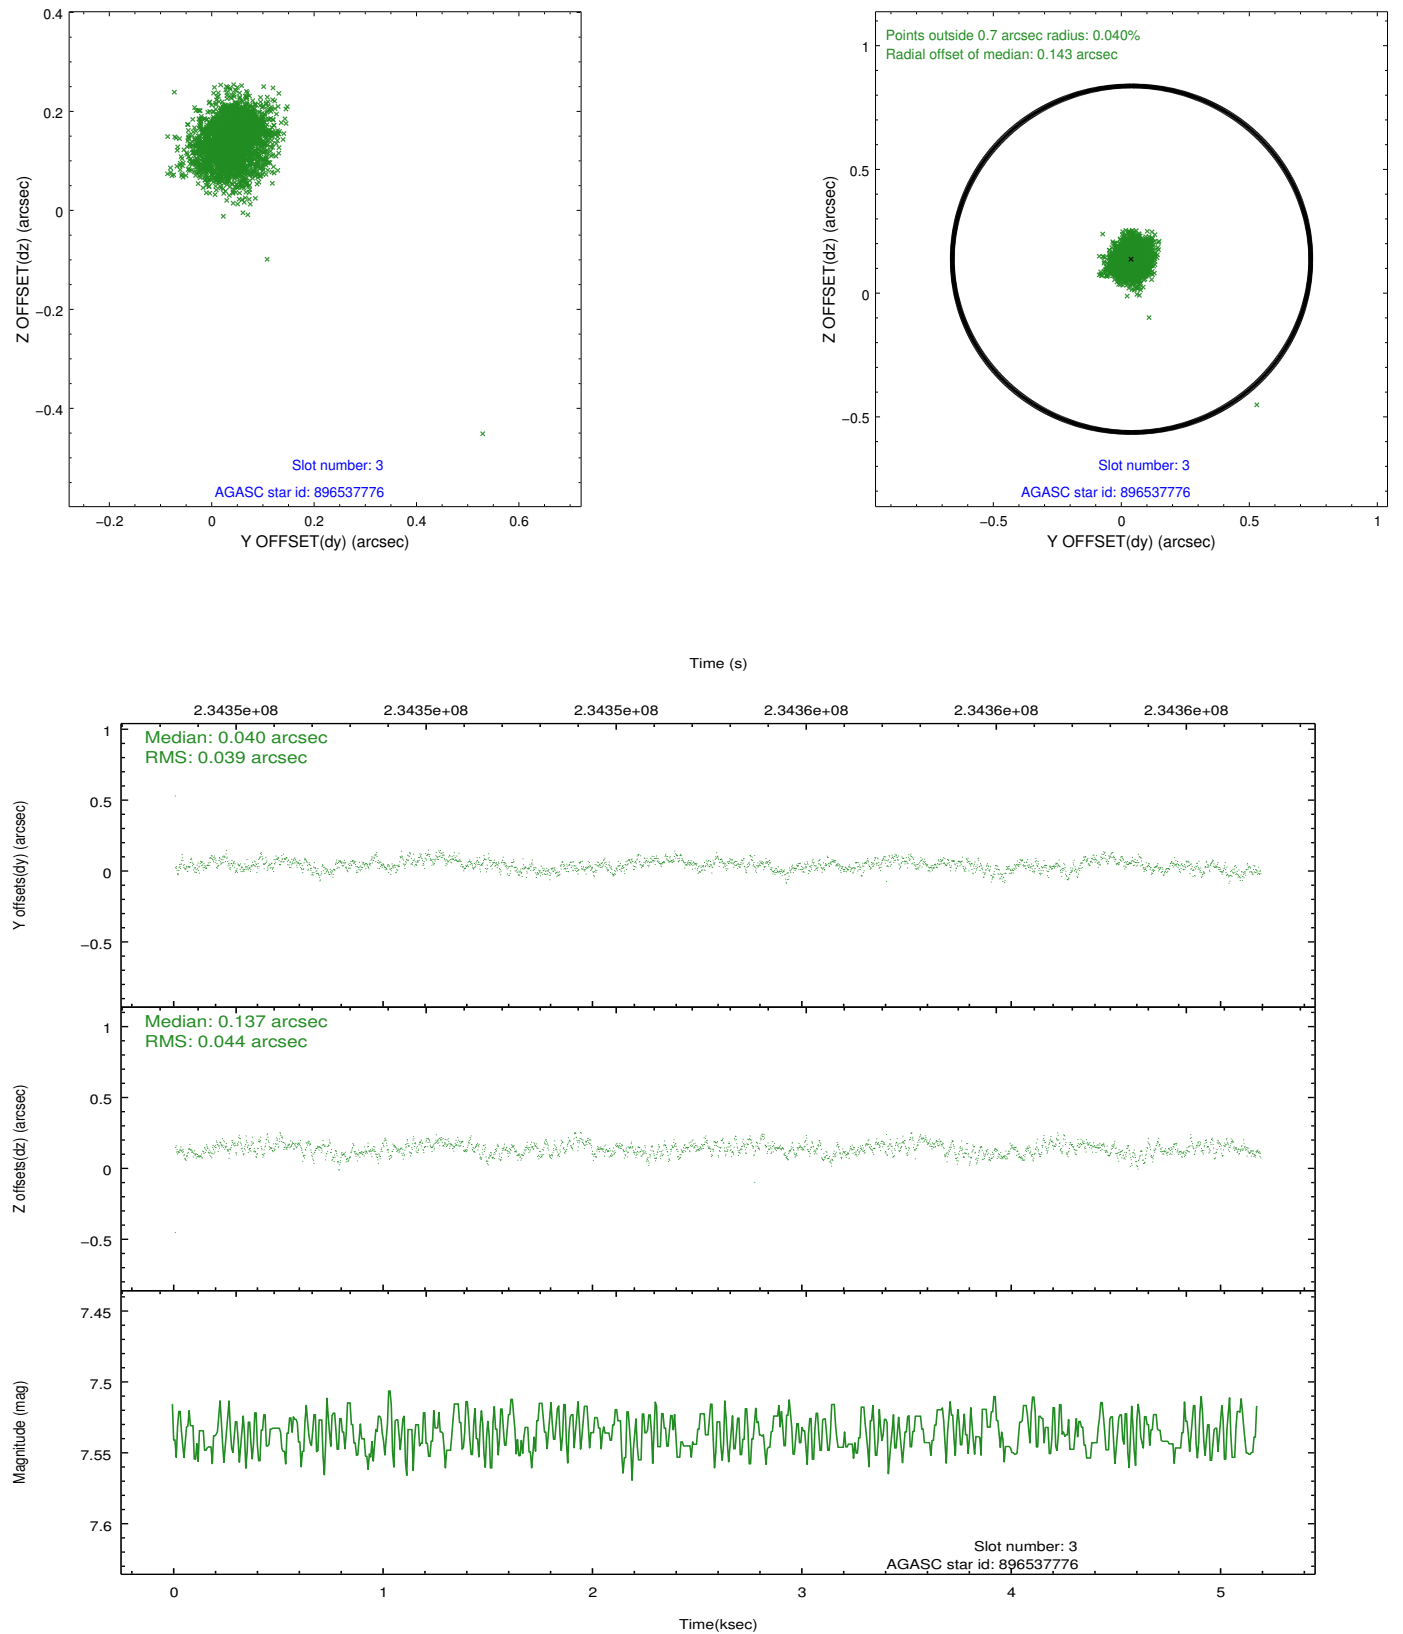 0.4
0.2
0
−0.2
−0.4
Z OFFSET(dz) (arcsec)
Slot number: 3
AGASC star id: 896537776
−0.2 0 0.2 0.4 0.6
Y OFFSET(dy) (arcsec)
Points outside 0.7 arcsec radius: 0.040%
Radial offset of median: 0.143 arcsec
1
0.5
0
−0.5
Z OFFSET(dz) (arcsec)
Slot number: 3
AGASC star id: 896537776
−0.5 0 0.5 1
Y OFFSET(dy) (arcsec)
Time (s)
2.3435e+08 2.3435e+08 2.3435e+08 2.3436e+08 2.3436e+08 2.3436e+08
Median: 0.040 arcsec
RMS: 0.039 arcsec
1
0.5
0
−0.5
Y offsets(dy) (arcsec)
Median: 0.137 arcsec
RMS: 0.044 arcsec
1
0.5
0
−0.5
Z offsets(dz) (arcsec)
7.45
7.5
7.55
7.6
Magnitude (mag)
Slot number: 3
AGASC star id: 896537776
0 1 2 3 4 5
Time(ksec)